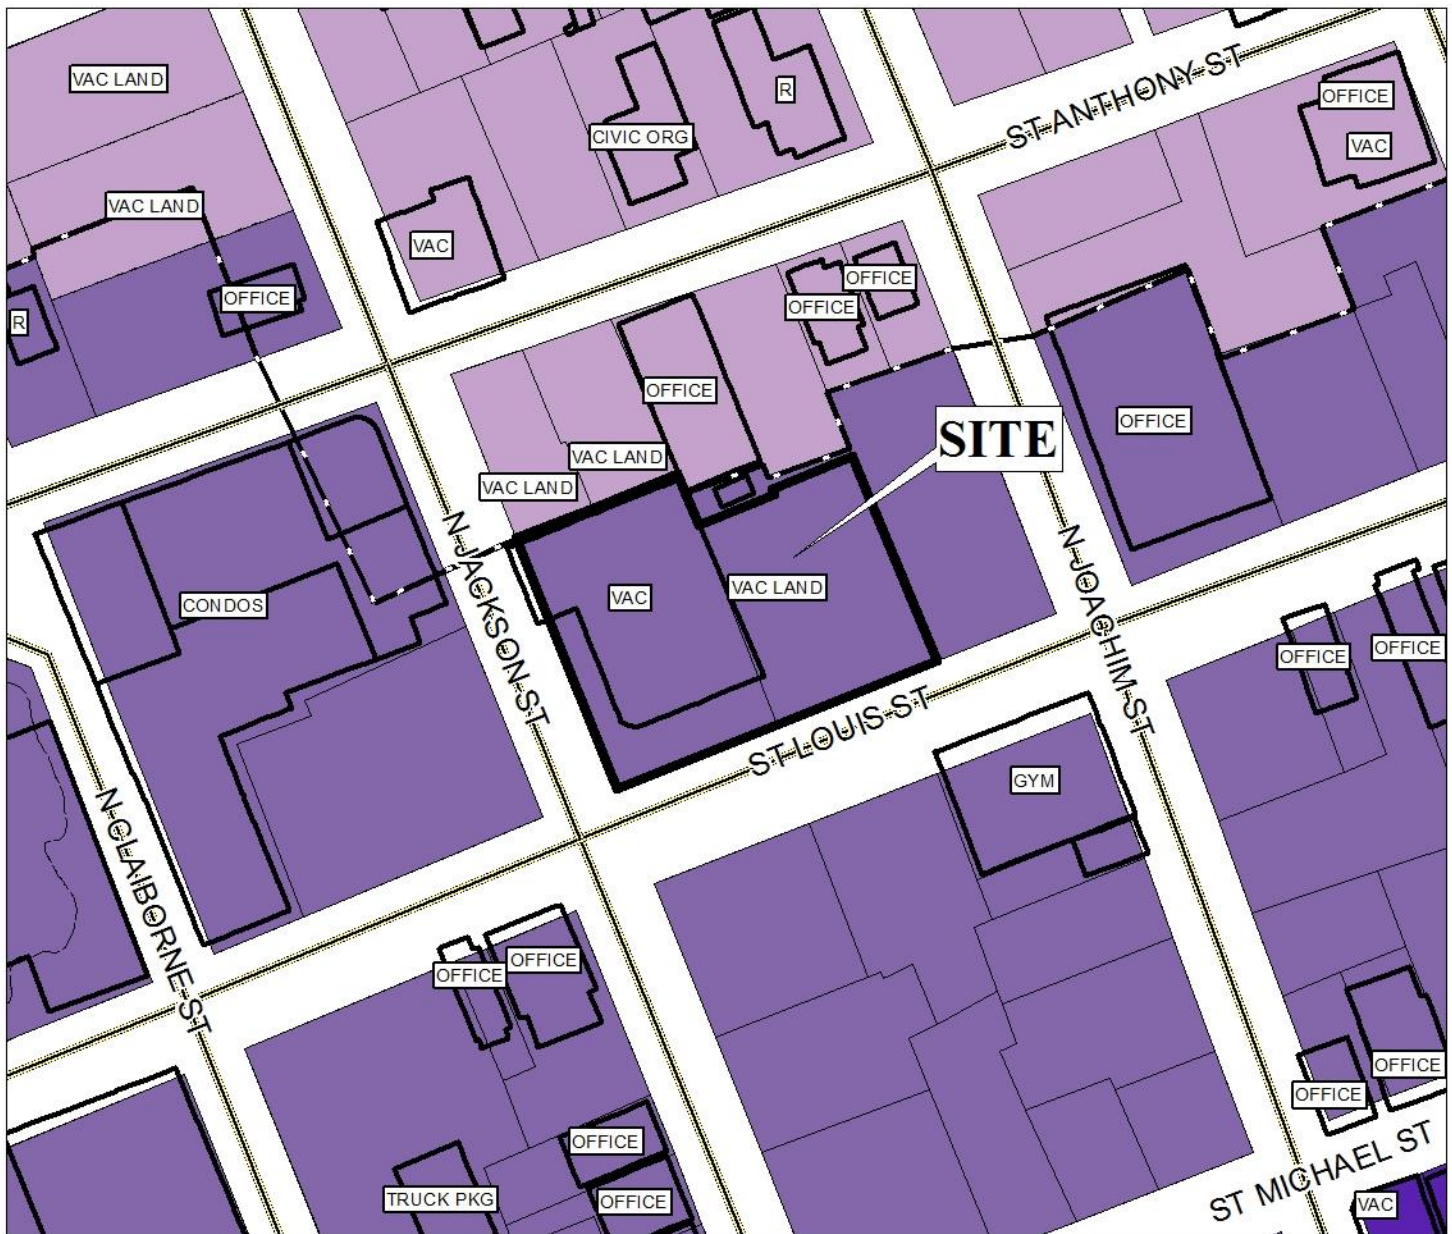 VAC LAND
R
ST ANTHONY ST
OFFICE
CIVIC ORG
VAC
VAC LAND
VAC
OFFICE
R
OFFICE
OFFICE
OFFICE
OFFICE
SITE
VAC LAND
VAC LAND
N JACKSON ST
N JOACHIM ST
CONDOS
VAC
VAC LAND
OFFICE
OFFICE
ST LOUIS ST
GYM
N CLAIBORNE ST
OFFICE
OFFICE
OFFICE
OFFICE
OFFICE
ST MICHAEL ST
TRUCK PKG
OFFICE
VAC